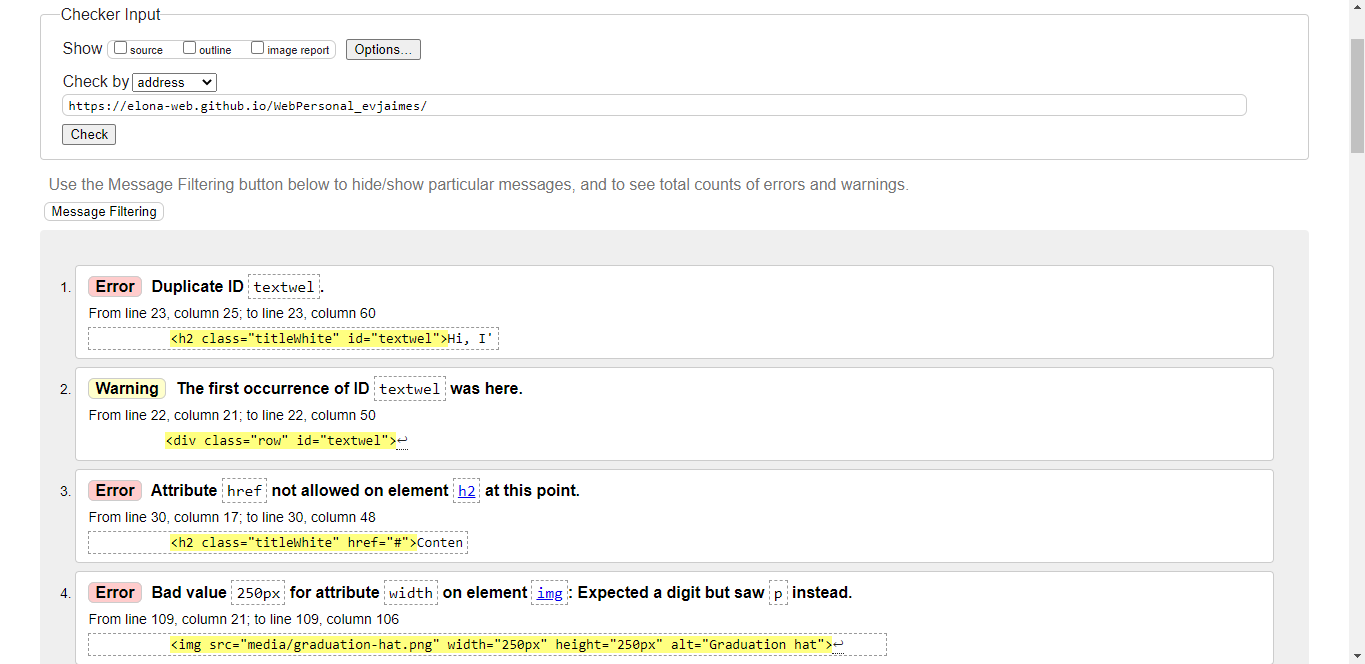 Checker Input
Show source outline image report Options...
Check by address
https://elona-web.github.io/WebPersonal_evjaimes/
Check
Use the Message Filtering button below to hide/show particular messages, and to see total counts of errors and warnings.
Message Filtering
1. Error Duplicate ID textwel.
From line 23, column 25; to line 23, column 60
<h2 class="titleWhite" id="textwel">Hi, I'
2. Warning The first occurrence of ID textwel was here.
From line 22, column 21; to line 22, column 50
<div class="row" id="textwel">↩
3. Error Attribute href not allowed on element h2 at this point.
From line 30, column 17; to line 30, column 48
<h2 class="titleWhite" href="#">Conten
4. Error Bad value 250px for attribute width on element img: Expected a digit but saw p instead.
From line 109, column 21; to line 109, column 106
<img src="media/graduation-hat.png" width="250px" height="250px" alt="Graduation hat">↩